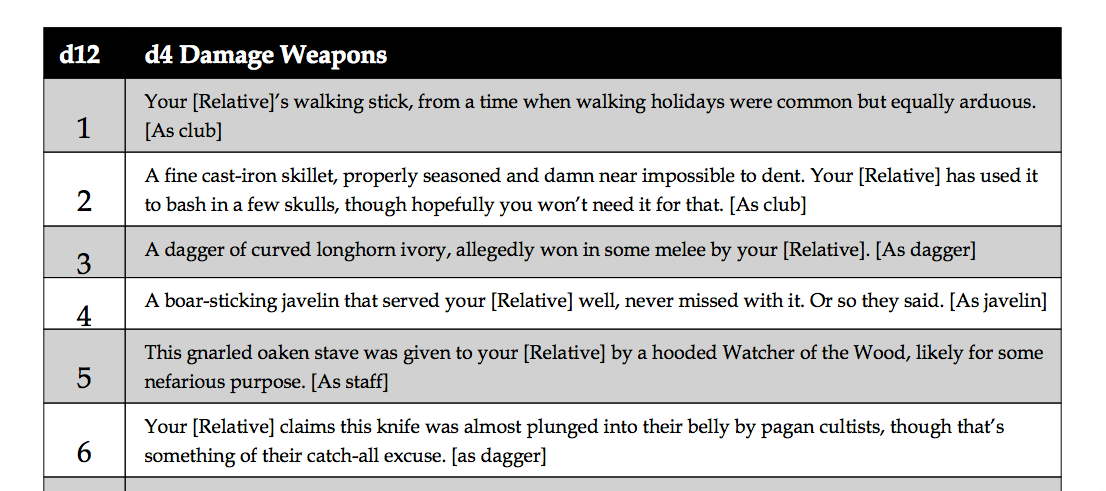 d12 d4 Damage Weapons
1 Your [Relative]’s walking stick, from a time when walking holidays were common but equally arduous.
[As club]
2 A fine cast-iron skillet, properly seasoned and damn near impossible to dent. Your [Relative] has used it
to bash in a few skulls, though hopefully you won’t need it for that. [As club]
3 A dagger of curved longhorn ivory, allegedly won in some melee by your [Relative]. [As dagger]
4 A boar-sticking javelin that served your [Relative] well, never missed with it. Or so they said. [As javelin]
5 This gnarled oaken stave was given to your [Relative] by a hooded Watcher of the Wood, likely for some
nefarious purpose. [As staff]
6 Your [Relative] claims this knife was almost plunged into their belly by pagan cultists, though that’s
something of their catch-all excuse. [as dagger]